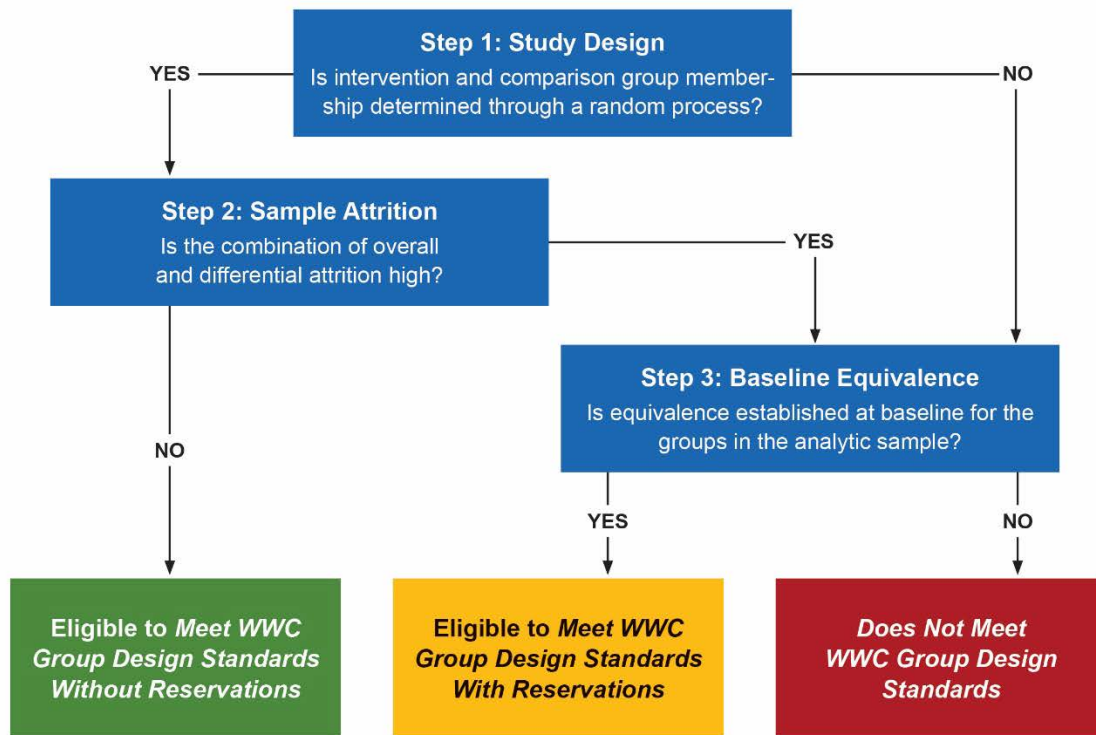 Step 1: Study Design
Is intervention and comparison group member-
ship determined through a random process?
YES
NO
Step 2: Sample Attrition
Is the combination of overall
and differential attrition high?
YES
NO
Step 3: Baseline Equivalence
Is equivalence established at baseline for the
groups in the analytic sample?
YES
NO
Eligible to Meet WWC
Group Design Standards
Without Reservations
Eligible to Meet WWC
Group Design Standards
With Reservations
Does Not Meet
WWC Group Design
Standards